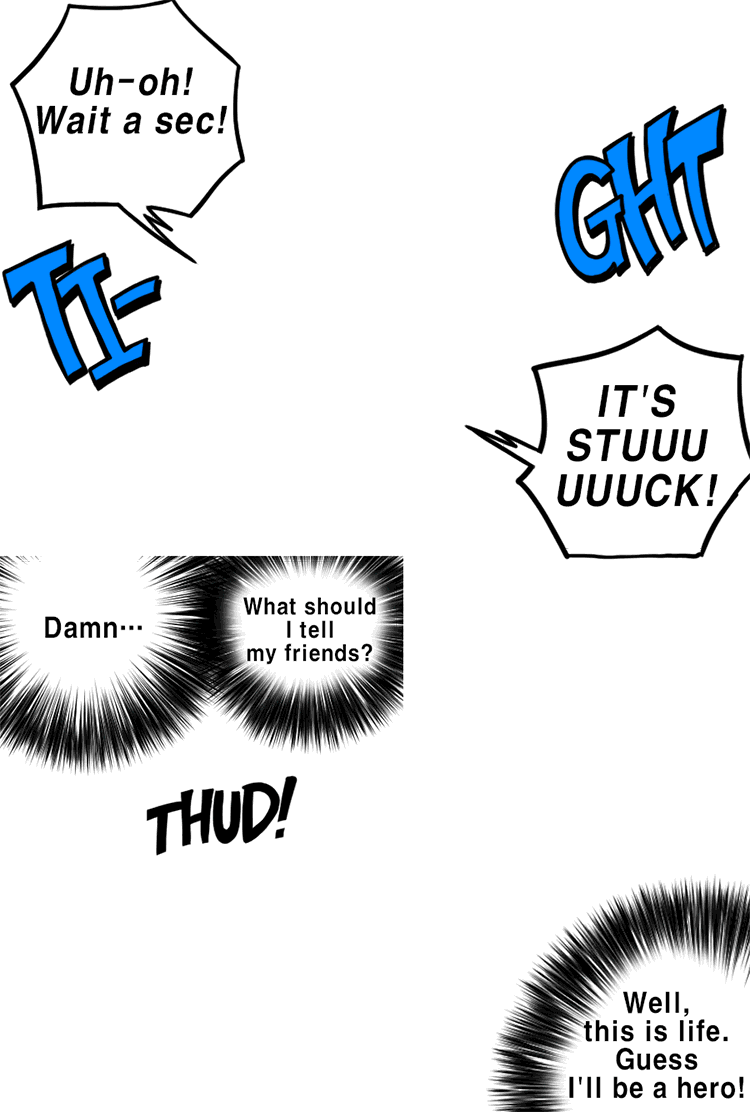 Uh-oh!
Wait a sec!
TI-
GHT
IT'S
STUUU
UUUCK!
Damn…
What should
I tell
my friends?
THUD!
Well,
this is life.
Guess
I'll be a hero!